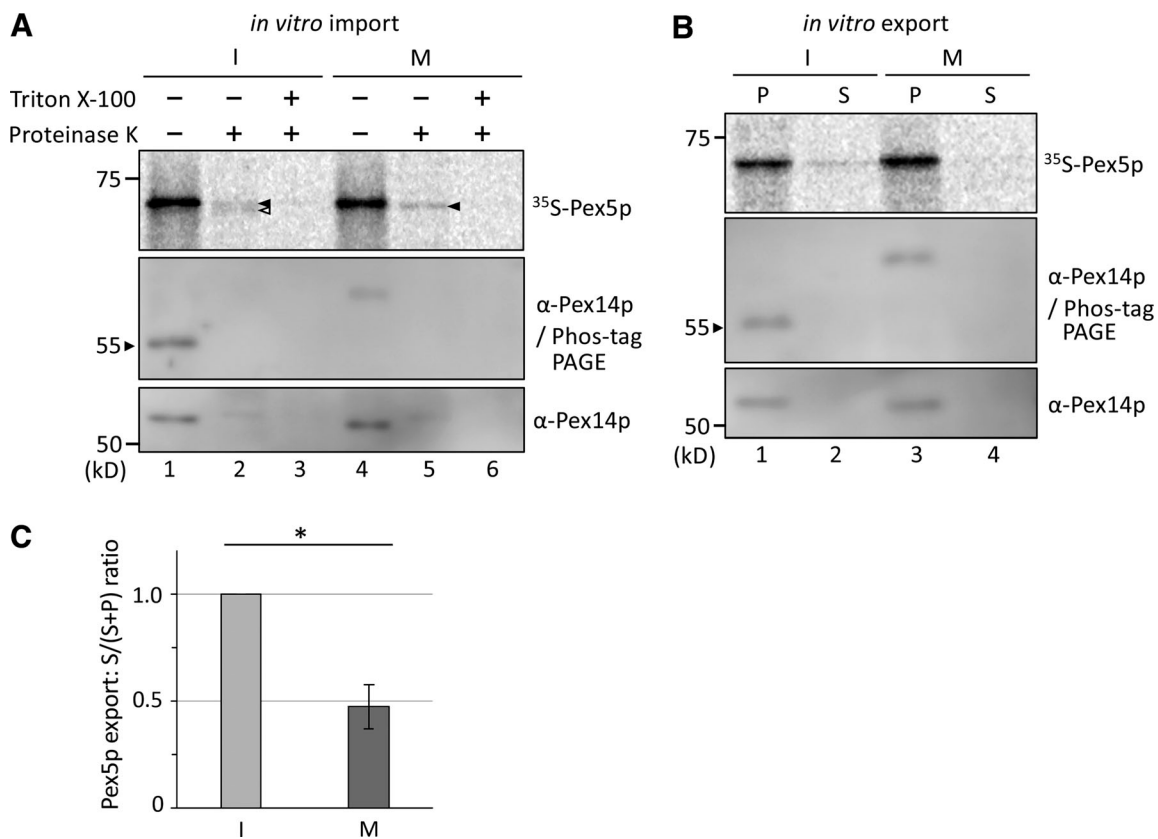 A
in vitro import
I M
Triton X-100 − − + − − +
Proteinase K − + + − + +
75
³⁵S-Pex5p
α-Pex14p
/ Phos-tag
PAGE
55
α-Pex14p
50
(kD) 1 2 3 4 5 6
B
in vitro export
I M
P S P S
75
³⁵S-Pex5p
α-Pex14p
/ Phos-tag
PAGE
55
α-Pex14p
50
(kD) 1 2 3 4
C
*
Pex5p export: S/(S+P) ratio
1.0
0.5
0
I M